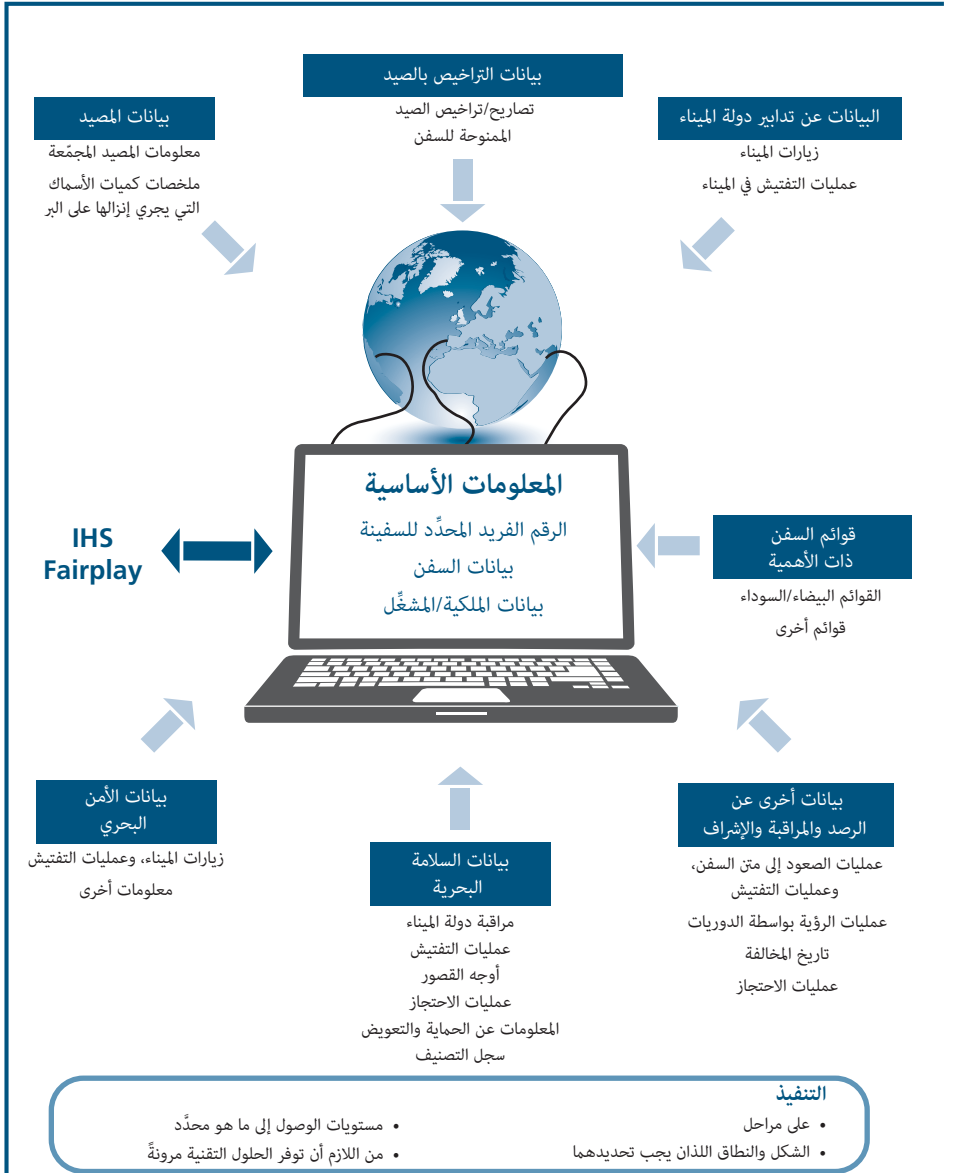 بيانات التراخيص بالصيد
تصاريح/تراخيص الصيد
الممنوحة للسفن
البيانات عن تدابير دولة الميناء
زيارات الميناء
عمليات التفتيش في الميناء
بيانات المصيد
معلومات المصيد المجمّعة
ملخصات كميات الأسماك
التي يجري إنزالها على البر
المعلومات الأساسية
الرقم الفريد المحدِّد للسفينة
بيانات السفن
بيانات الملكية/المشغِّل
IHS
Fairplay
قوائم السفن
ذات الأهمية
القوائم البيضاء/السوداء
قوائم أخرى
بيانات أخرى عن
الرصد والمراقبة والإشراف
عمليات الصعود إلى متن السفن،
وعمليات التفتيش
عمليات الرؤية بواسطة الدوريات
تاريخ المخالفة
عمليات الاحتجاز
بيانات السلامة
البحرية
مراقبة دولة الميناء
عمليات التفتيش
أوجه القصور
عمليات الاحتجاز
المعلومات عن الحماية والتعويض
سجل التصنيف
بيانات الأمن
البحري
زيارات الميناء، وعمليات التفتيش
معلومات أخرى
التنفيذ
• على مراحل
• الشكل والنطاق اللذان يجب تحديدهما
• مستويات الوصول إلى ما هو محدَّد
• من اللازم أن توفر الحلول التقنية مرونةً